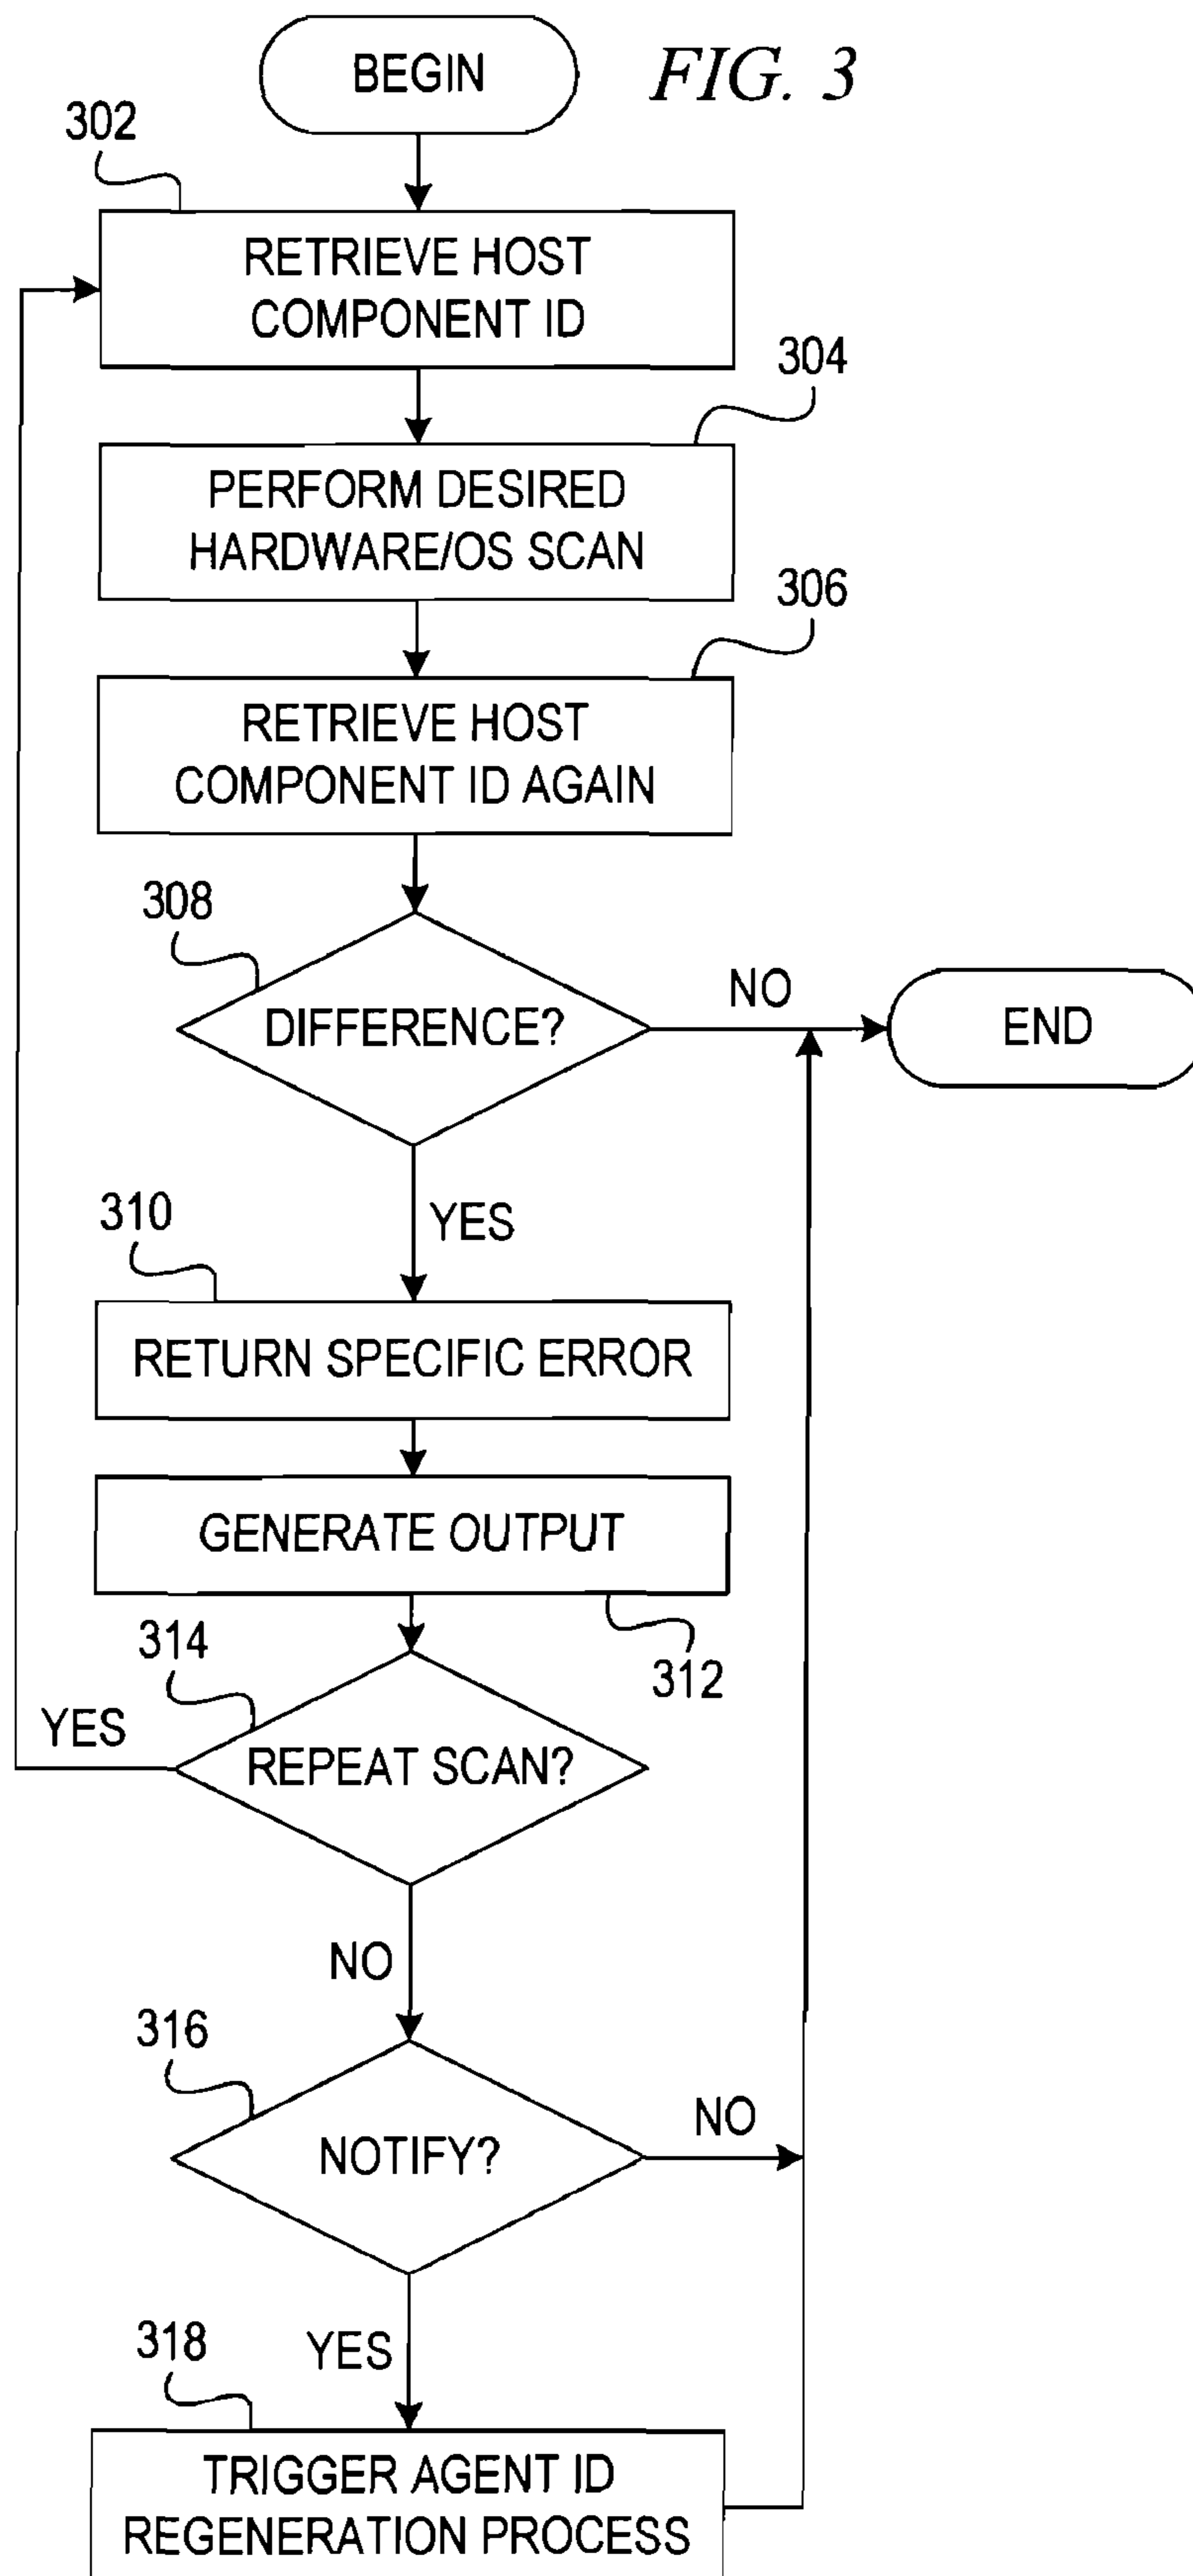 BEGIN
FIG. 3
302
RETRIEVE HOST
COMPONENT ID
304
PERFORM DESIRED
HARDWARE/OS SCAN
306
RETRIEVE HOST
COMPONENT ID AGAIN
308
DIFFERENCE?
NO
END
YES
310
RETURN SPECIFIC ERROR
GENERATE OUTPUT
312
314
YES
REPEAT SCAN?
NO
316
NOTIFY?
NO
YES
318
TRIGGER AGENT ID
REGENERATION PROCESS